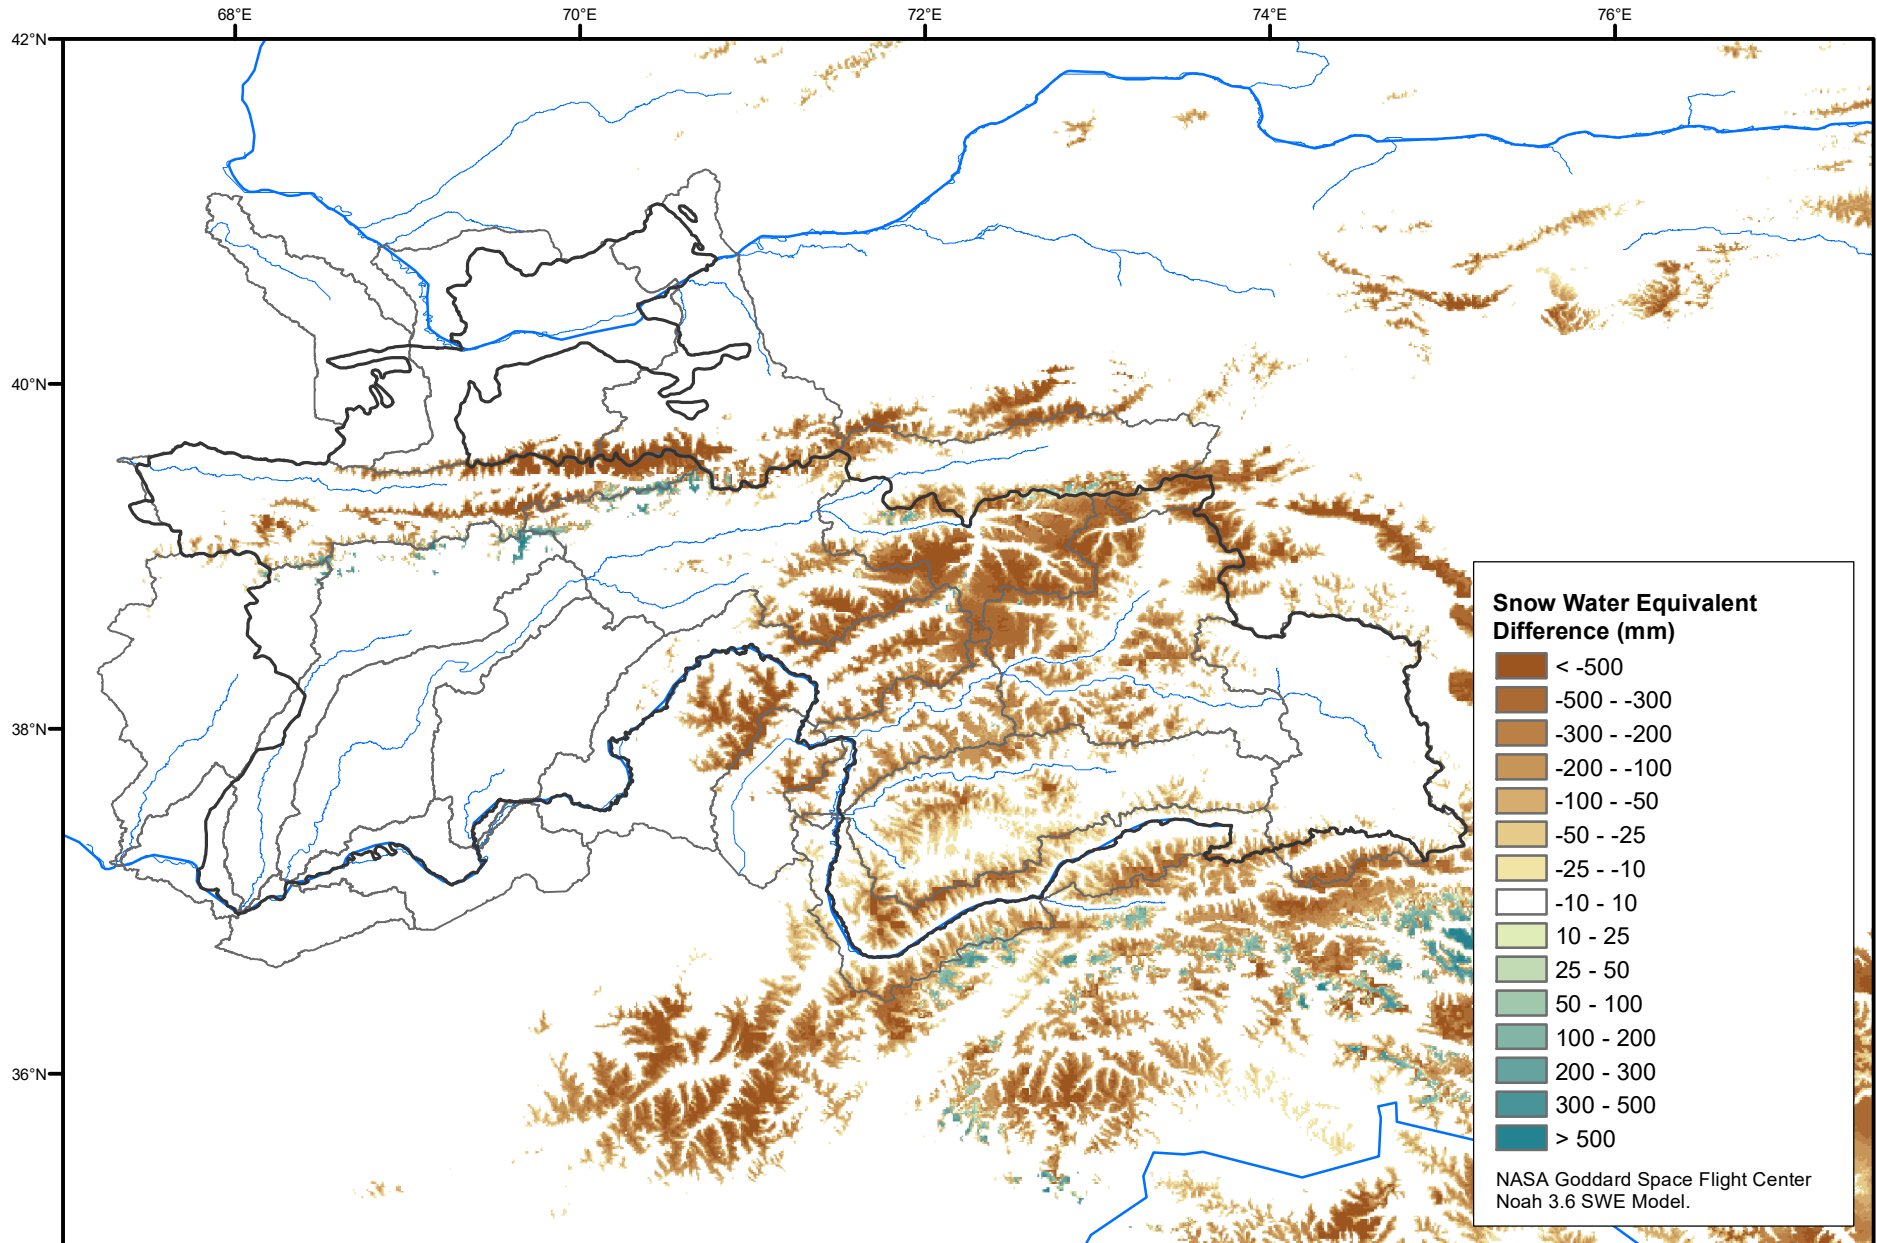 68°E 70°E 72°E 74°E 76°E
42°N
40°N
38°N
36°N
Snow Water Equivalent
Difference (mm)
< -500
-500 - -300
-300 - -200
-200 - -100
-100 - -50
-50 - -25
-25 - -10
-10 - 10
10 - 25
25 - 50
50 - 100
100 - 200
200 - 300
300 - 500
> 500
NASA Goddard Space Flight Center
Noah 3.6 SWE Model.